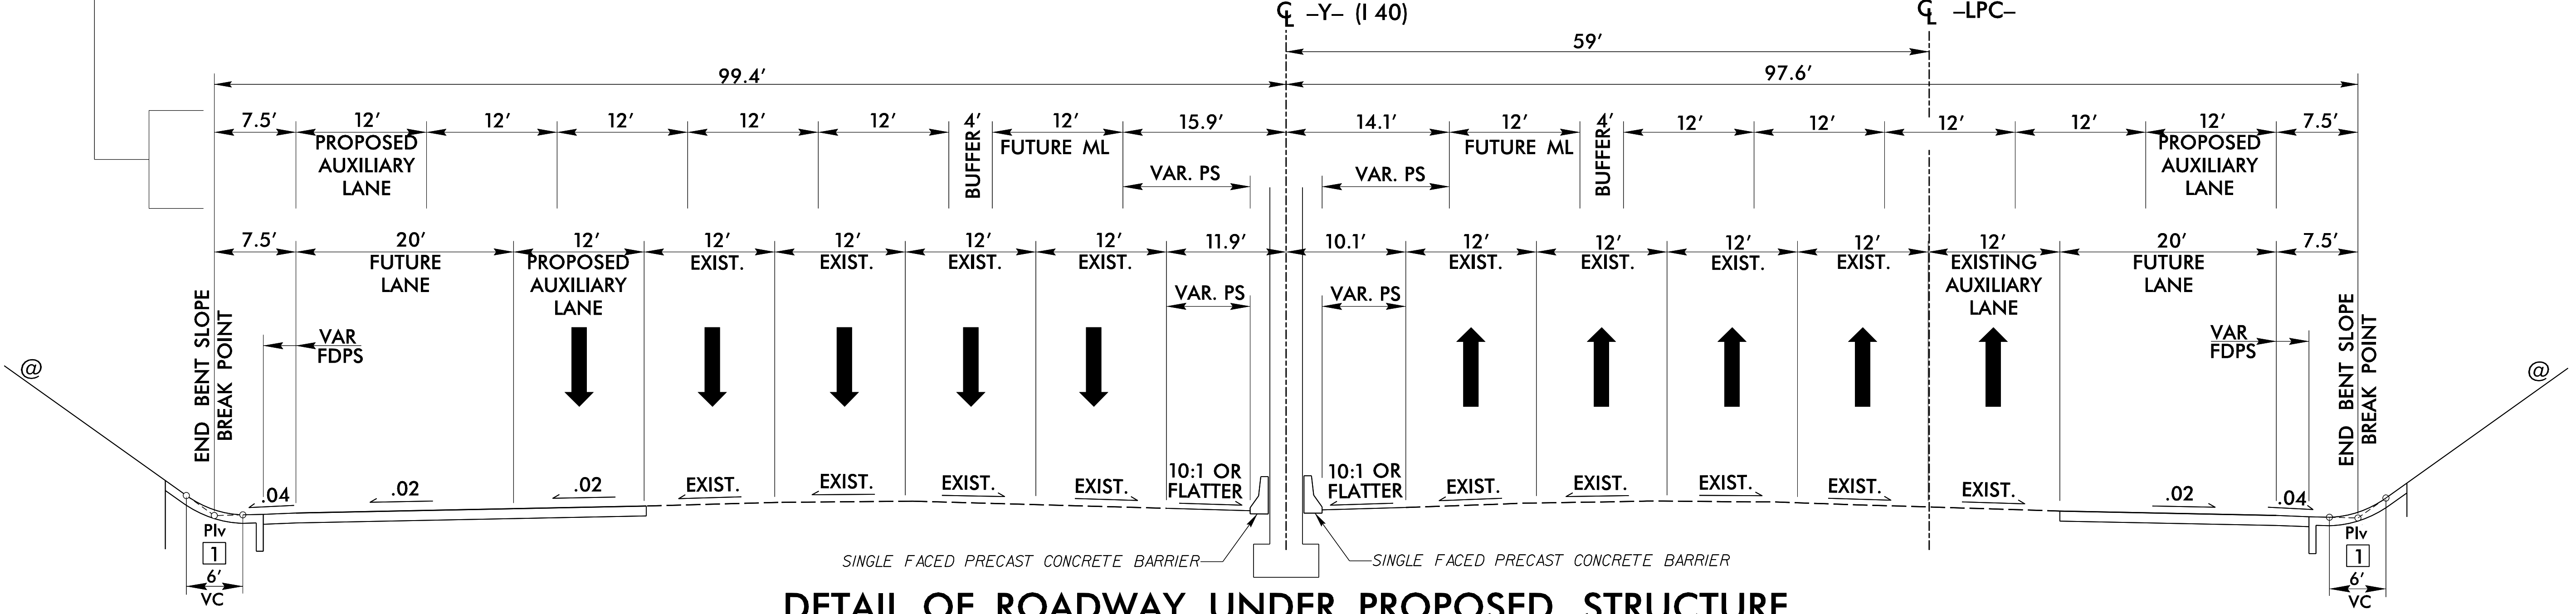 ℄ –Y– (I 40)
℄ –LPC–
59'
99.4'
97.6'
7.5'
12'
12'
12'
12'
12'
4'
12'
15.9'
14.1'
12'
4'
12'
12'
12'
12'
12'
7.5'
PROPOSED
AUXILIARY
LANE
BUFFER
FUTURE ML
VAR. PS
VAR. PS
FUTURE ML
BUFFER
PROPOSED
AUXILIARY
LANE
7.5'
20'
12'
12'
12'
12'
12'
11.9'
10.1'
12'
12'
12'
12'
12'
20'
7.5'
FUTURE
LANE
PROPOSED
AUXILIARY
LANE
EXIST.
EXIST.
EXIST.
EXIST.
EXIST.
EXIST.
EXIST.
EXIST.
EXISTING
AUXILIARY
LANE
FUTURE
LANE
VAR. PS
VAR. PS
END BENT SLOPE
BREAK POINT
VAR
FDPS
VAR
FDPS
END BENT SLOPE
BREAK POINT
@
@
.04
.02
.02
EXIST.
EXIST.
EXIST.
EXIST.
10:1 OR
FLATTER
10:1 OR
FLATTER
EXIST.
EXIST.
EXIST.
EXIST.
EXIST.
.02
.04
PIv
1
6'
VC
SINGLE FACED PRECAST CONCRETE BARRIER
SINGLE FACED PRECAST CONCRETE BARRIER
PIv
1
6'
VC
DETAIL OF ROADWAY UNDER PROPOSED STRUCTURE